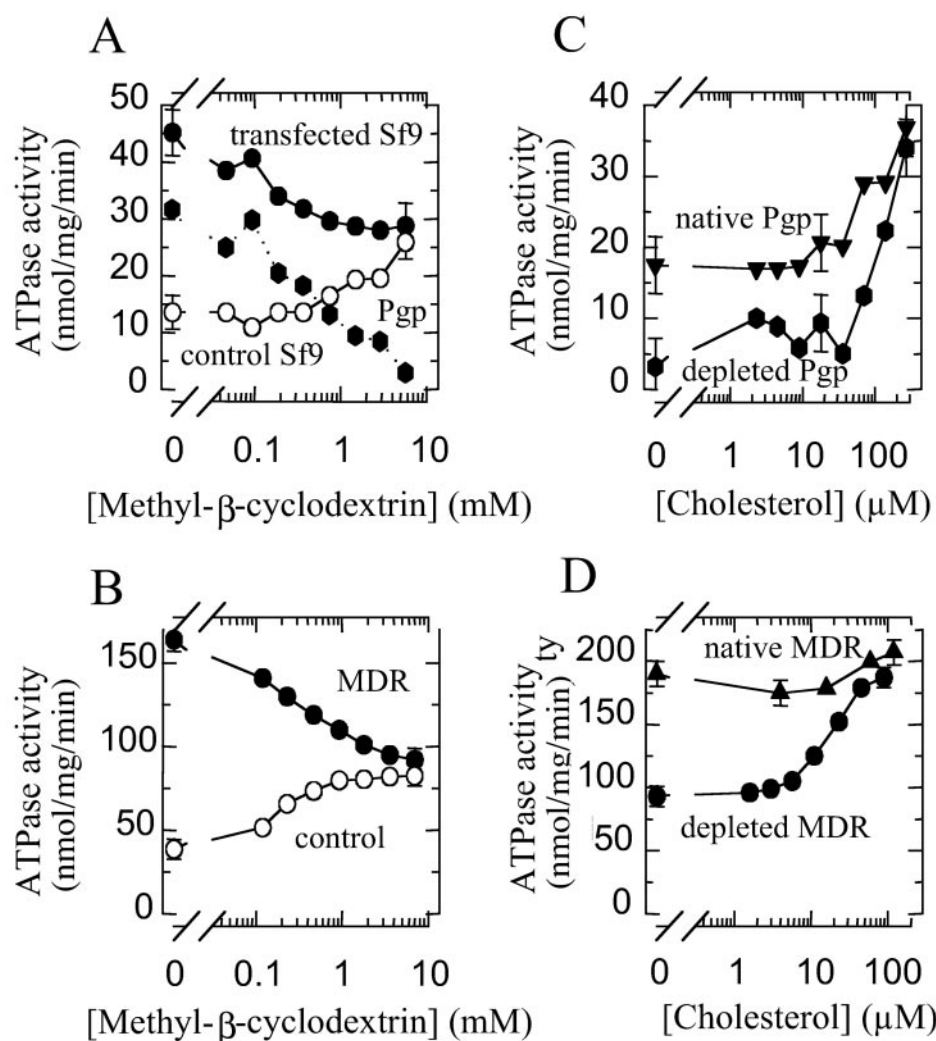 A
ATPase activity
(nmol/mg/min)
50
40
30
20
10
0
transfected Sf9
Pgp
control Sf9
0 0.1 1 10
[Methyl-β-cyclodextrin] (mM)
C
ATPase activity
(nmol/mg/min)
40
30
20
10
0
native Pgp
depleted Pgp
0 1 10 100
[Cholesterol] (µM)
B
ATPase activity
(nmol/mg/min)
150
100
50
0
MDR
control
0 0.1 1 10
[Methyl-β-cyclodextrin] (mM)
D
ATPase activity
ty
(nmol/mg/min)
200
150
100
50
0
native MDR
depleted MDR
0 1 10 100
[Cholesterol] (µM)